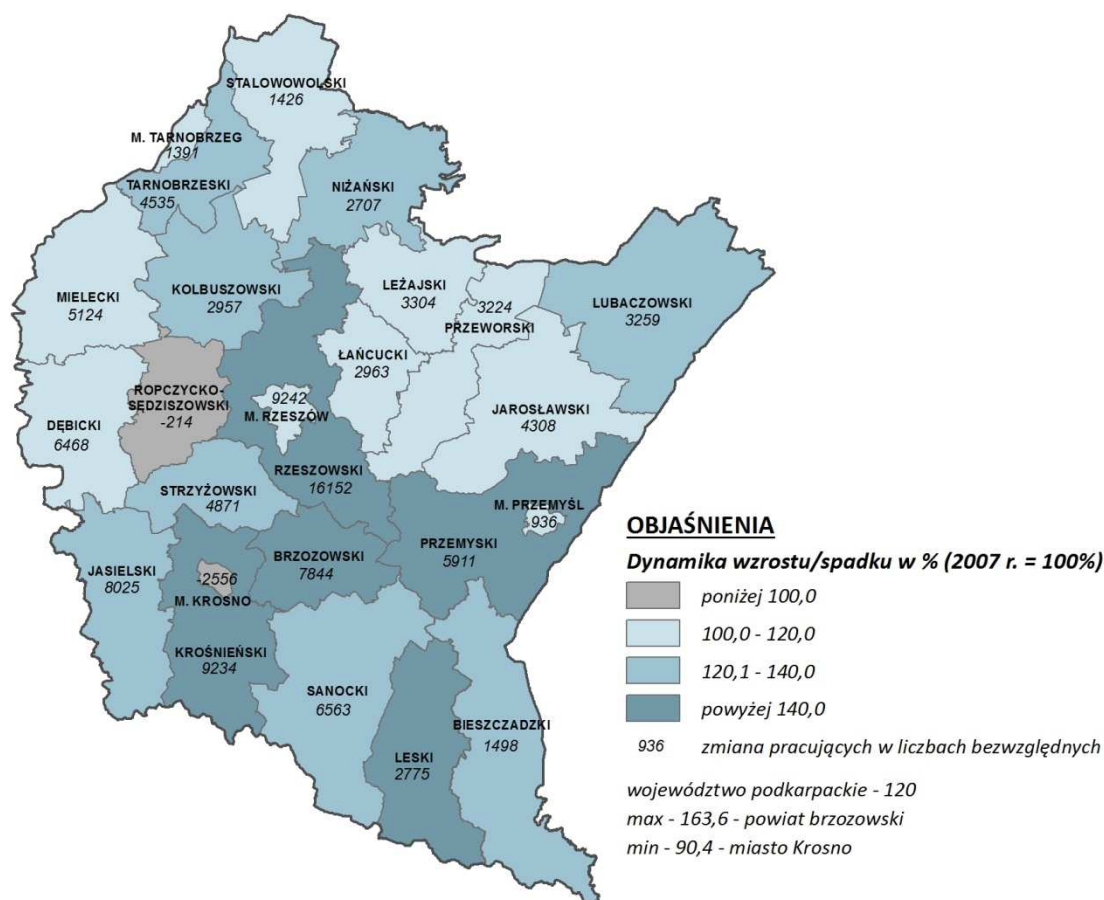 STALOWOWOLSKI
1426
M. TARNOBRZEG
1391
TARNOBRZESKI
4535
NIŻAŃSKI
2707
MIELECKI
5124
KOLBUSZOWSKI
2957
LEŻAJSKI
3304
3224
PRZEWORSKI
LUBACZOWSKI
3259
ŁAŃCUCKI
2963
ROPCZYCKO-
SĘDZISZOWSKI
-214
9242
M. RZESZÓW
JAROSŁAWSKI
4308
DĘBICKI
6468
RZESZOWSKI
16152
STRZYŻOWSKI
4871
M. PRZEMYŚL
936
PRZEMYSKI
5911
BRZOZOWSKI
7844
JASIELSKI
8025
-2556
M. KROSNO
KROŚNIEŃSKI
9234
SANOCKI
6563
BIESZCZADZKI
1498
LESKI
2775
OBJAŚNIENIA
Dynamika wzrostu/spadku w % (2007 r. = 100%)
poniżej 100,0
100,0 - 120,0
120,1 - 140,0
powyżej 140,0
936 zmiana pracujących w liczbach bezwzględnych
województwo podkarpackie - 120
max - 163,6 - powiat brzozowski
min - 90,4 - miasto Krosno